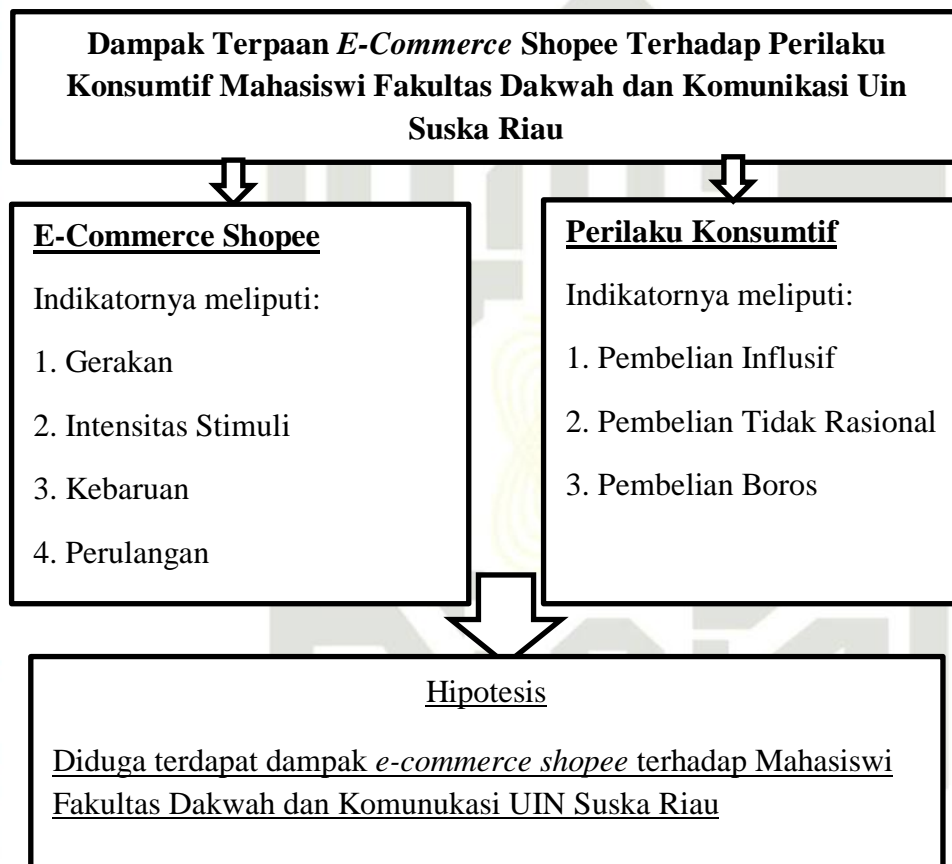 Dampak Terpaan E-Commerce Shopee Terhadap Perilaku
Konsumtif Mahasiswi Fakultas Dakwah dan Komunikasi Uin
Suska Riau
E-Commerce Shopee
Indikatornya meliputi:
1. Gerakan
2. Intensitas Stimuli
3. Kebaruan
4. Perulangan
Perilaku Konsumtif
Indikatornya meliputi:
1. Pembelian Influsif
2. Pembelian Tidak Rasional
3. Pembelian Boros
Hipotesis
Diduga terdapat dampak e-commerce shopee terhadap Mahasiswi
Fakultas Dakwah dan Komunukasi UIN Suska Riau